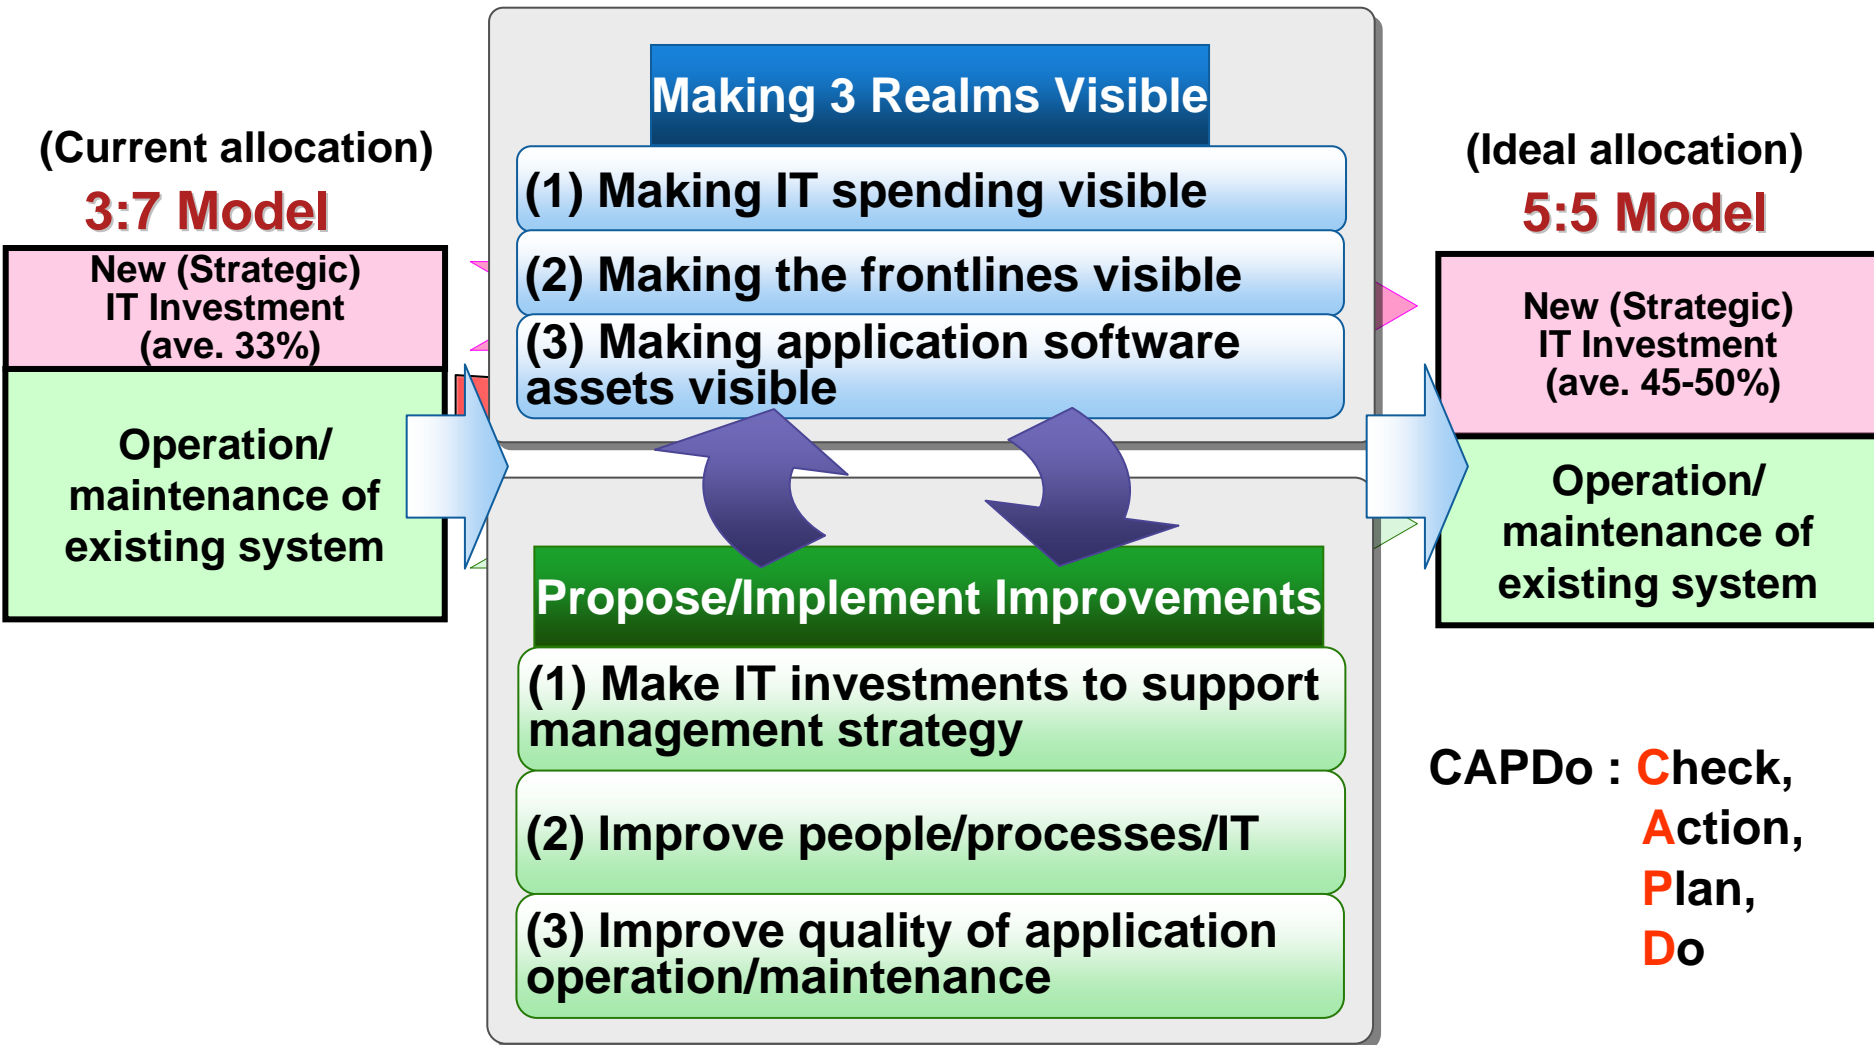 (Current allocation)
3:7 Model
New (Strategic)
IT Investment
(ave. 33%)
Operation/
maintenance of
existing system
Making 3 Realms Visible
(1) Making IT spending visible
(2) Making the frontlines visible
(3) Making application software
assets visible
Propose/Implement Improvements
(1) Make IT investments to support
management strategy
(2) Improve people/processes/IT
(3) Improve quality of application
operation/maintenance
(Ideal allocation)
5:5 Model
New (Strategic)
IT Investment
(ave. 45-50%)
Operation/
maintenance of
existing system
CAPDo : Check,
Action,
Plan,
Do